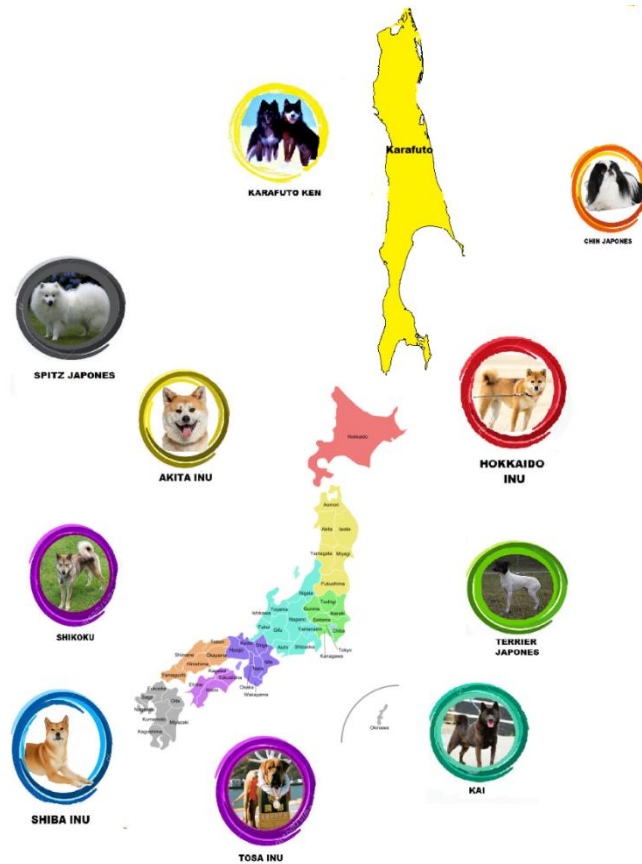 Karafuto
KARAFUTO KEN
CHIN JAPONES
SPITZ JAPONES
AKITA INU
Hokkaido
HOKKAIDO
INU
Aomori
Akita
Iwate
Yamagata
Miyagi
Fukushima
SHIKOKU
TERRIER
JAPONES
Niigata
Tochigi
Ishikawa
Toyama
Gunma
Ibaraki
Nagano
Saitama
Fukui
Gifu
Yamanashi
Chiba
Aichi
Shizuoka
Tokyo
Kanagawa
Tottori
Kyoto
Shiga
Shimane
Okayama
Hyogo
Hiroshima
Mie
Yamaguchi
Kagawa
Nara
Tokushima
Ehime
Kochi
Osaka
Wakayama
Fukuoka
Saga
Oita
Nagasaki
Kumamoto
Miyazaki
Kagoshima
Okinawa
SHIBA INU
TOSA INU
KAI